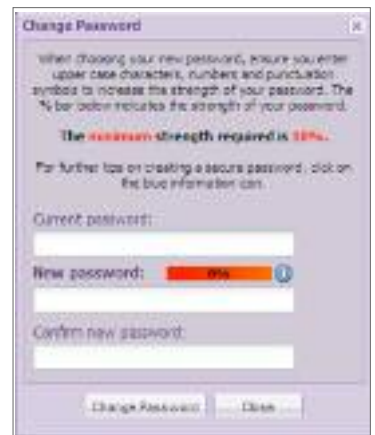 Change Password
When choosing your new password, ensure you enter
upper case characters, numbers and punctuation
symbols to increase the strength of your password. The
% bar below indicates the strength of your password.
The minimum strength required is
For further tips on creating a secure password, click on
the blue information icon.
Current password:
New password: 0%
Confirm new password:
Change Password Close